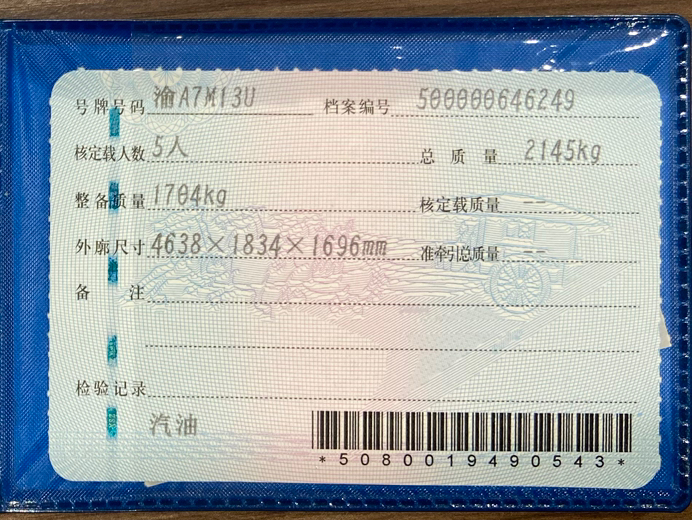 号牌号码 渝A7M13U 档案编号 500000646249
核定载人数 5人 总质量 2145kg
整备质量 1704kg 核定载质量 --
外廓尺寸 4638×1834×1696mm 准牵引总质量 --
备注
检验记录
汽油
*5080019490543*